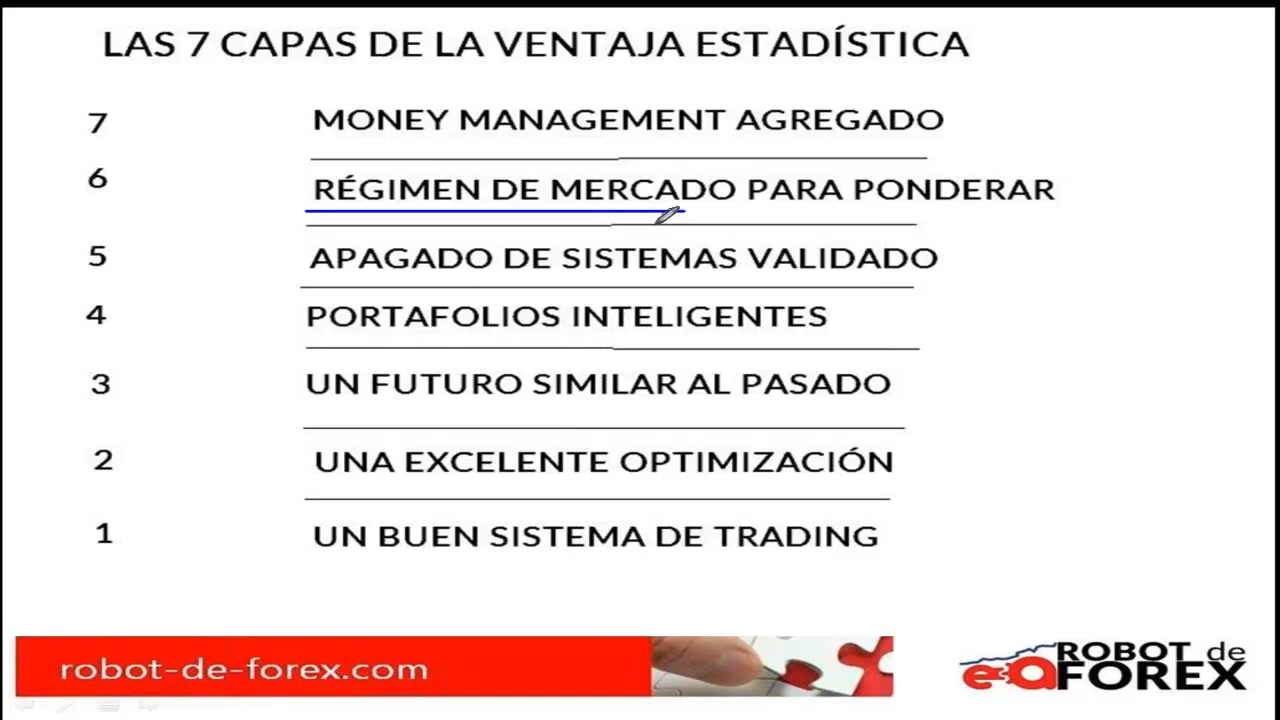 LAS 7 CAPAS DE LA VENTAJA ESTADÍSTICA
7 MONEY MANAGEMENT AGREGADO
6 RÉGIMEN DE MERCADO PARA PONDERAR
5 APAGADO DE SISTEMAS VALIDADO
4 PORTAFOLIOS INTELIGENTES
3 UN FUTURO SIMILAR AL PASADO
2 UNA EXCELENTE OPTIMIZACIÓN
1 UN BUEN SISTEMA DE TRADING
robot-de-forex.com
ROBOT de
ea FOREX